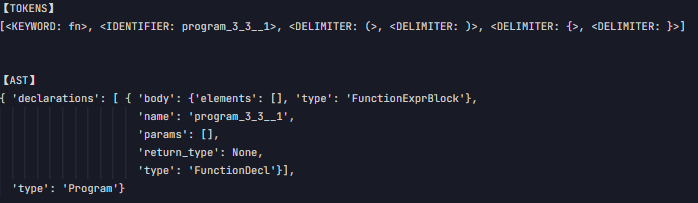 【TOKENS】
[<KEYWORD: fn>, <IDENTIFIER: program_3_3__1>, <DELIMITER: (>, <DELIMITER: )>, <DELIMITER: {>, <DELIMITER: }>]
【AST】
{ 'declarations': [ { 'body': {'elements': [], 'type': 'FunctionExprBlock'},
'name': 'program_3_3__1',
'params': [],
'return_type': None,
'type': 'FunctionDecl'}],
'type': 'Program'}